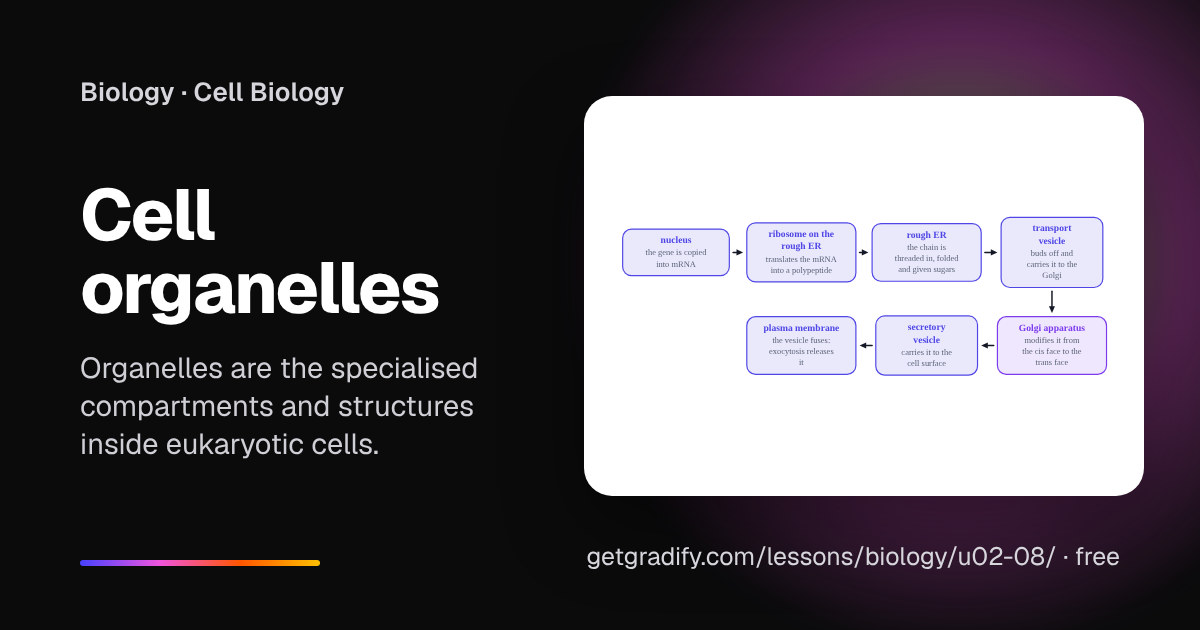 Biology · Cell Biology
Cell
organelles
Organelles are the specialised
compartments and structures
inside eukaryotic cells.
nucleus
the gene is copied
into mRNA
ribosome on the
rough ER
translates the mRNA
into a polypeptide
rough ER
the chain is
threaded in, folded
and given sugars
transport
vesicle
buds off and
carries it to the
Golgi
Golgi apparatus
modifies it from
the cis face to the
trans face
secretory
vesicle
carries it to the
cell surface
plasma membrane
the vesicle fuses:
exocytosis releases
it
getgradify.com/lessons/biology/u02-08/ · free